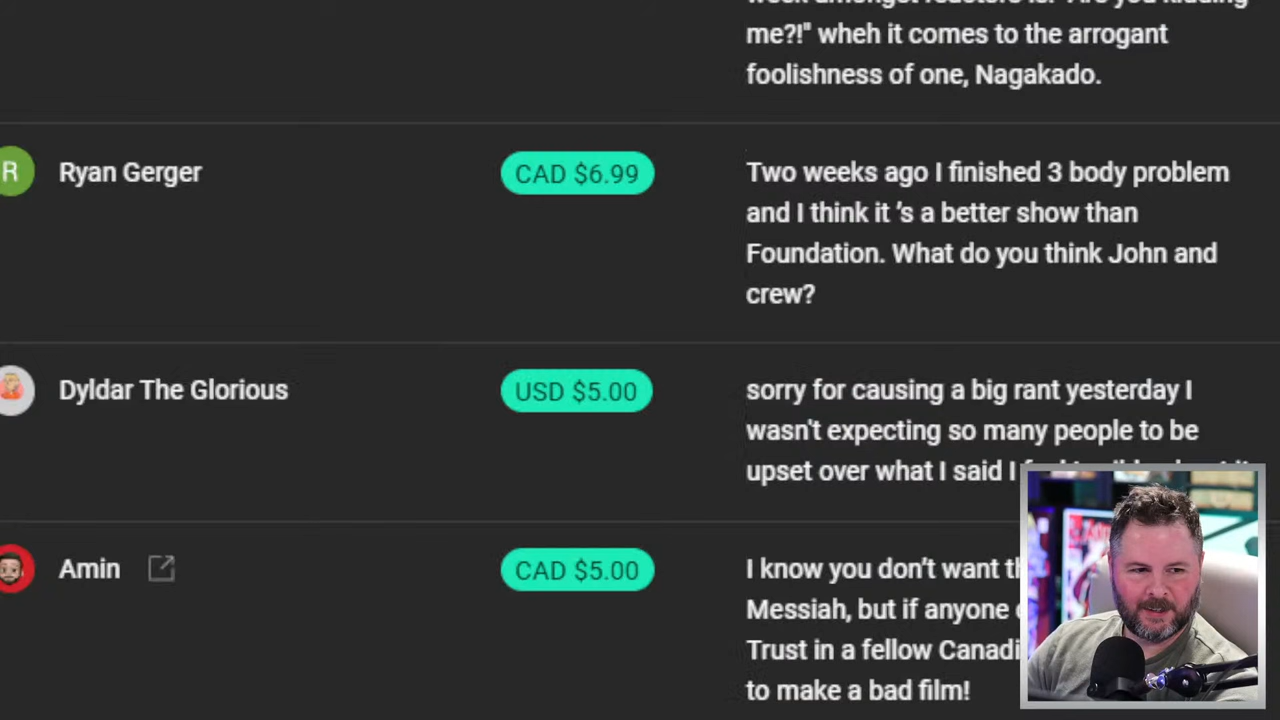 me?!" wheh it comes to the arrogant
foolishness of one, Nagakado.
R
Ryan Gerger
CAD $6.99
Two weeks ago I finished 3 body problem
and I think it 's a better show than
Foundation. What do you think John and
crew?
Dyldar The Glorious
USD $5.00
sorry for causing a big rant yesterday I
wasn't expecting so many people to be
upset over what I said I
Amin
CAD $5.00
I know you don't want
Messiah, but if anyone
Trust in a fellow
to make a bad film!